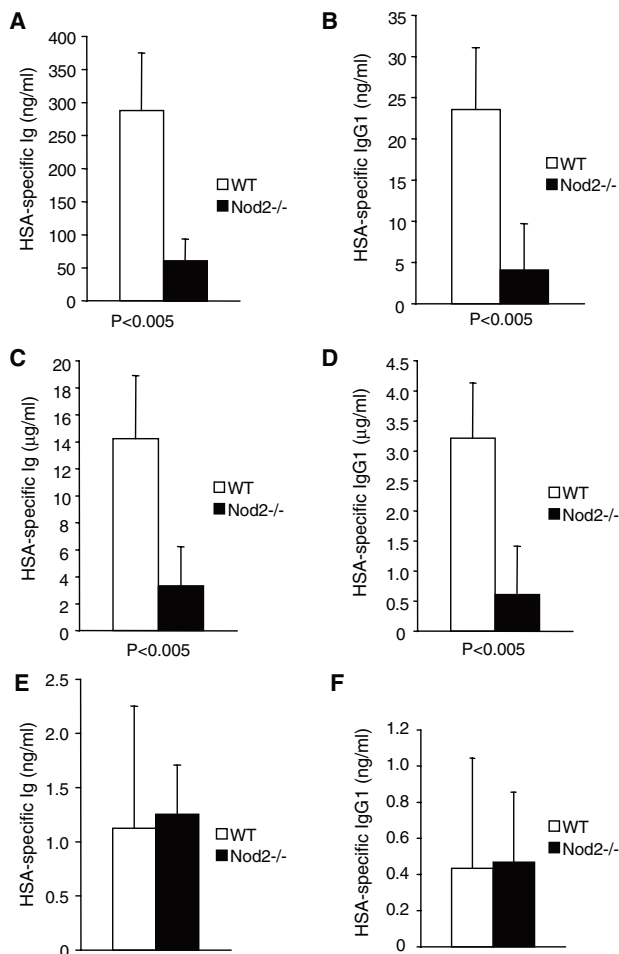 A
HSA-specific Ig (ng/ml)
400
350
300
250
200
150
100
50
0
WT
Nod2-/-
P<0.005
B
HSA-specific IgG1 (ng/ml)
35
30
25
20
15
10
5
0
WT
Nod2-/-
P<0.005
C
HSA-specific Ig (μg/ml)
20
18
16
14
12
10
8
6
4
2
0
WT
Nod2-/-
P<0.005
D
HSA-specific IgG1 (μg/ml)
4.5
4.0
3.5
3.0
2.5
2.0
1.5
1.0
0.5
0
WT
Nod2-/-
P<0.005
E
HSA-specific Ig (ng/ml)
2.5
2.0
1.5
1.0
0.5
0
WT
Nod2-/-
F
HSA-specific IgG1 (ng/ml)
1.2
1.0
0.8
0.6
0.4
0.2
0
WT
Nod2-/-